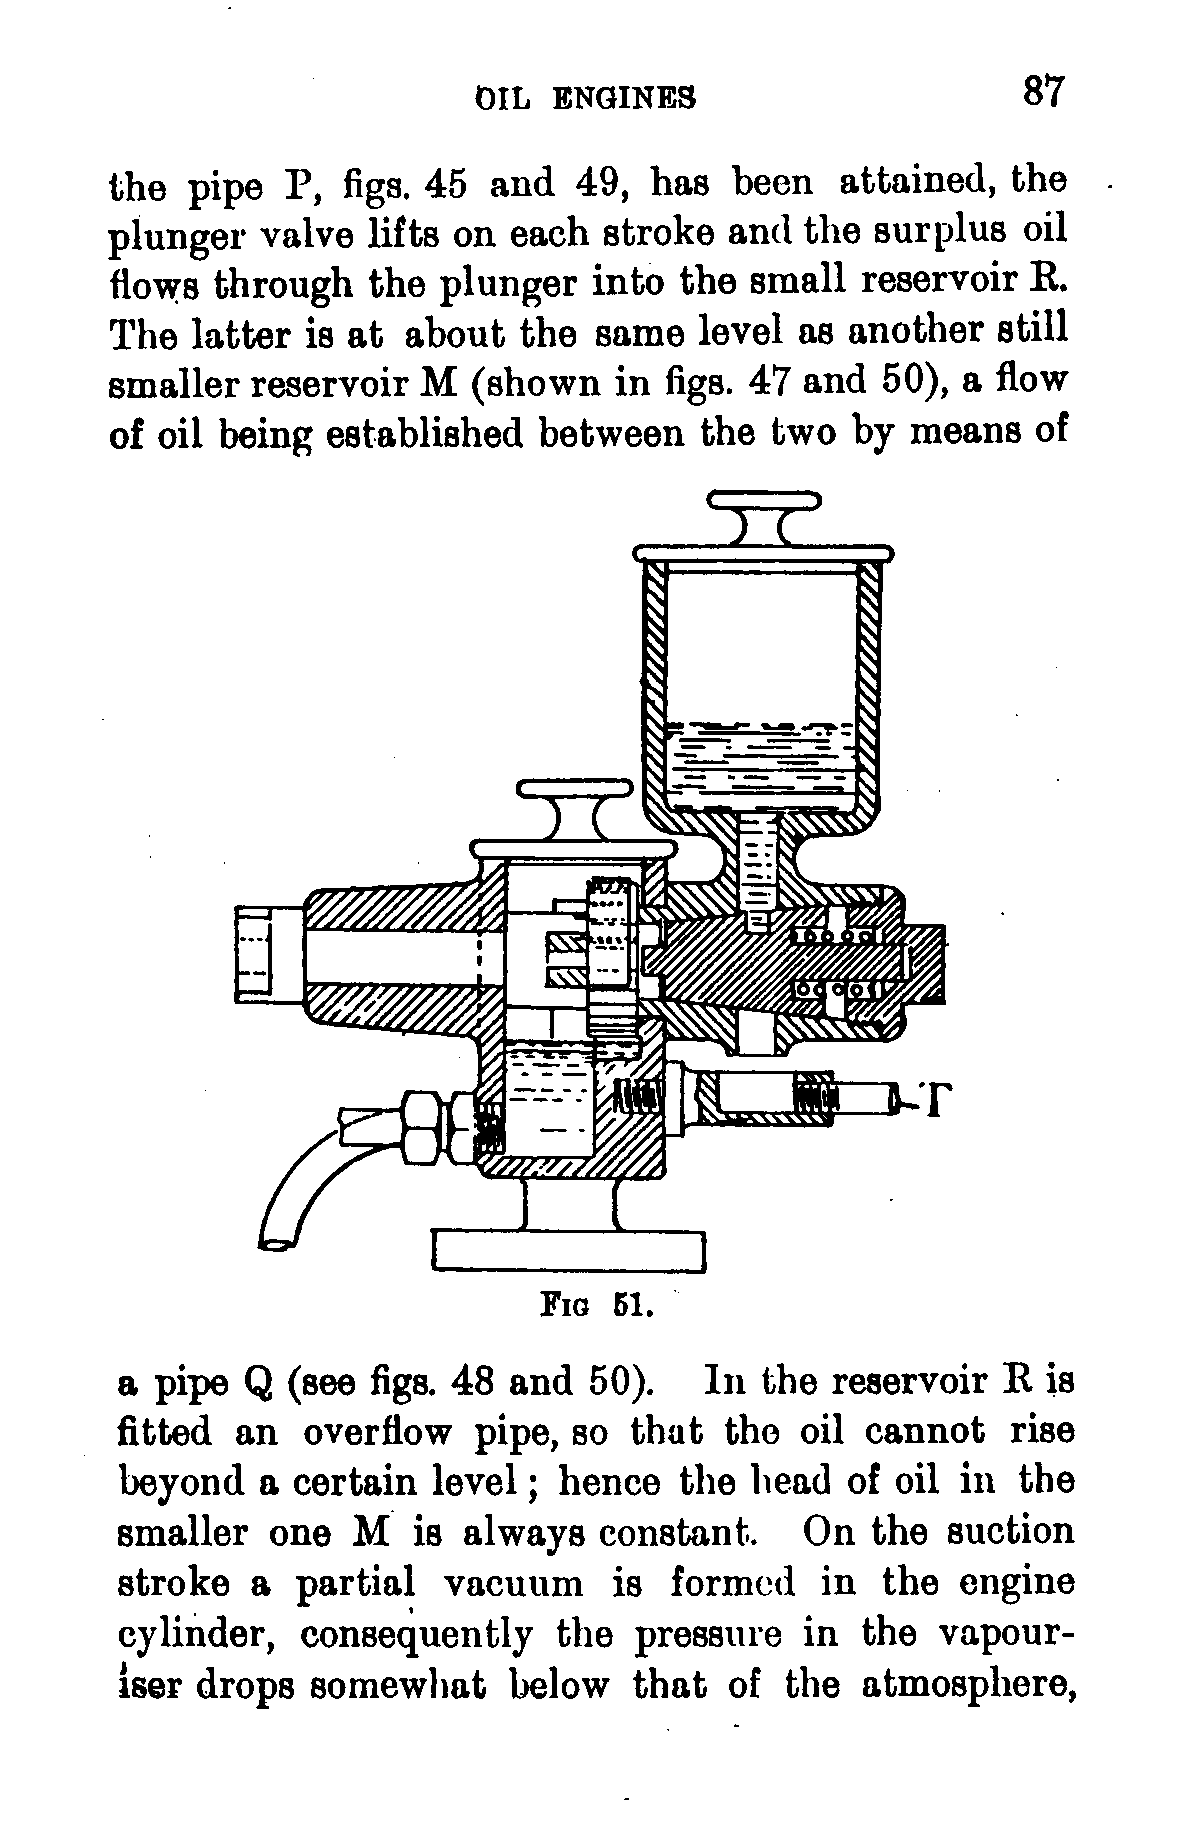 OIL ENGINES 87
the pipe P, figs. 45 and 49, has been attained, the
plunger valve lifts on each stroke and the surplus oil
flows through the plunger into the small reservoir R.
The latter is at about the same level as another still
smaller reservoir M (shown in figs. 47 and 50), a flow
of oil being established between the two by means of
T
FIG 51.
a pipe Q (see figs. 48 and 50). In the reservoir R is
fitted an overflow pipe, so that the oil cannot rise
beyond a certain level; hence the head of oil in the
smaller one M is always constant. On the suction
stroke a partial vacuum is formed in the engine
cylinder, consequently the pressure in the vapour-
iser drops somewhat below that of the atmosphere,